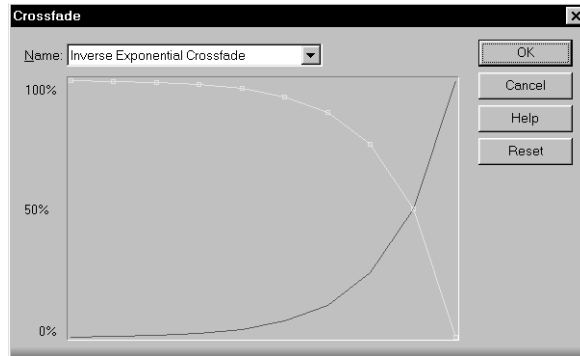 Crossfade
Name: Inverse Exponential Crossfade
OK
100%
Cancel
Help
Reset
50%
0%